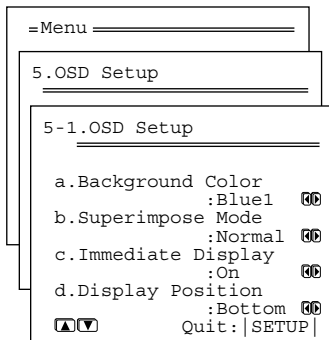 Menu
5.OSD Setup
5-1.OSD Setup
a.Background Color
:Blue1
b.Superimpose Mode
:Normal
c.Immediate Display
:On
d.Display Position
:Bottom
Quit:|SETUP|